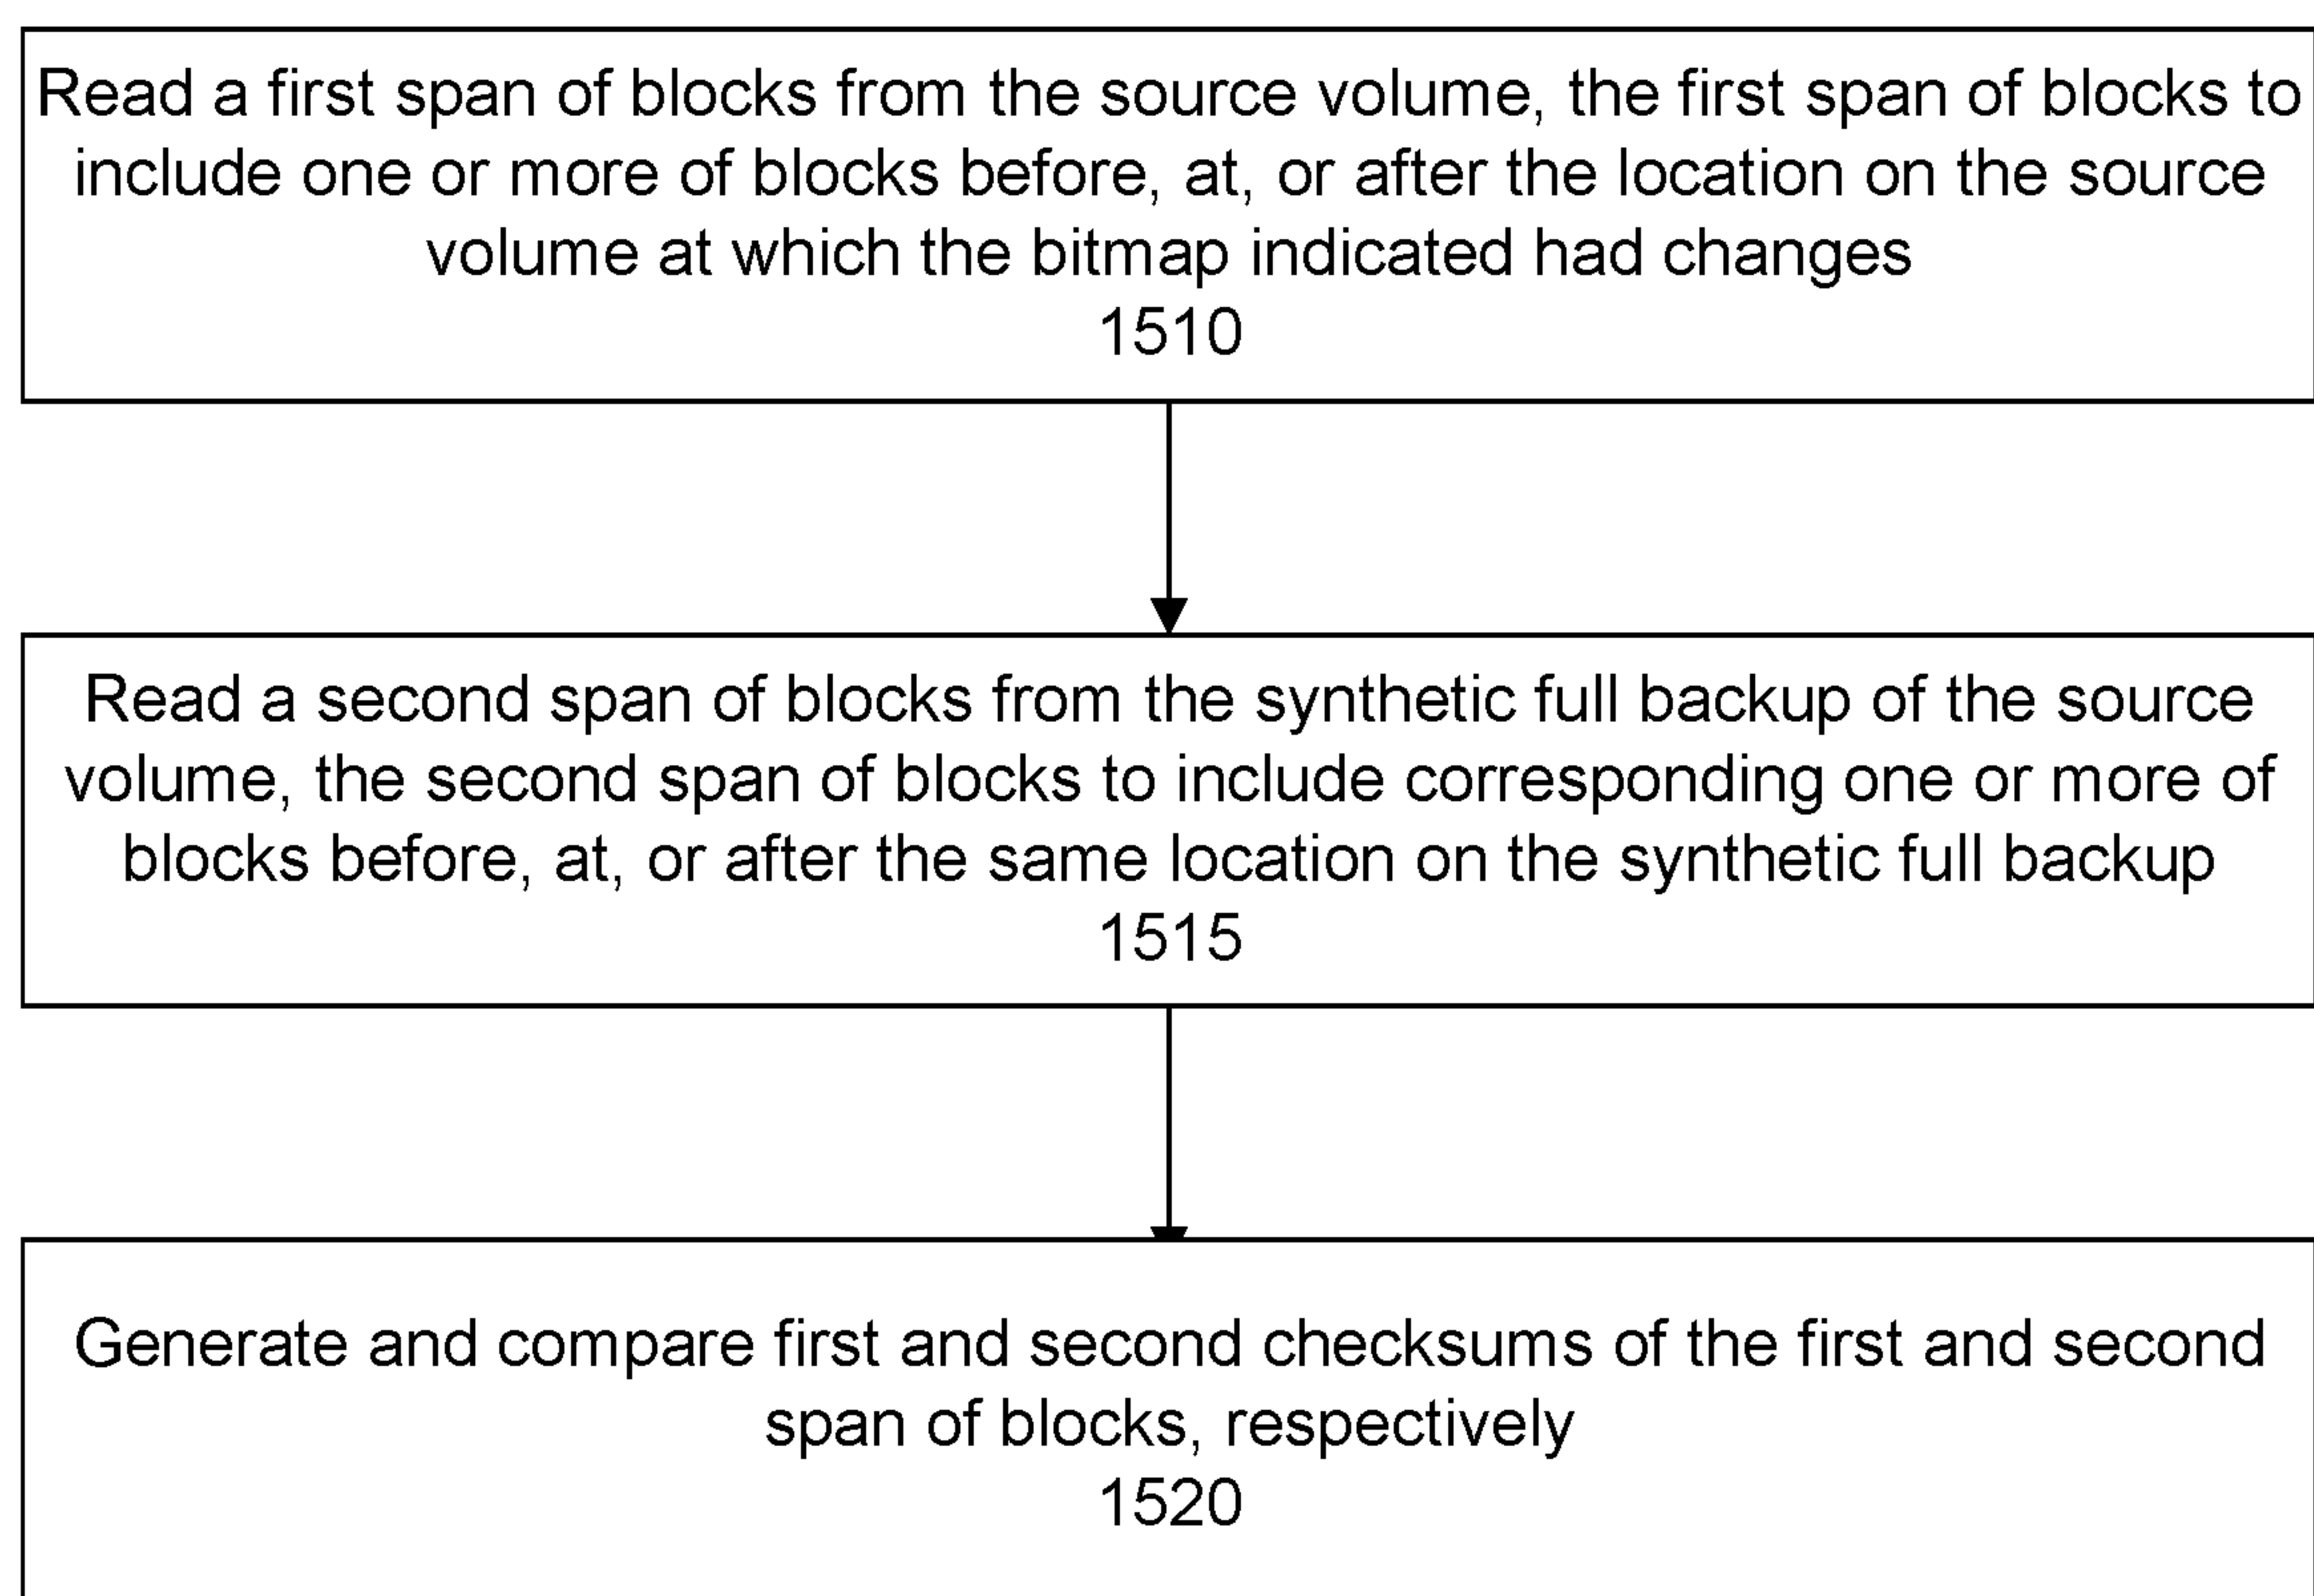 Read a first span of blocks from the source volume, the first span of blocks to
include one or more of blocks before, at, or after the location on the source
volume at which the bitmap indicated had changes
1510
Read a second span of blocks from the synthetic full backup of the source
volume, the second span of blocks to include corresponding one or more of
blocks before, at, or after the same location on the synthetic full backup
1515
Generate and compare first and second checksums of the first and second
span of blocks, respectively
1520